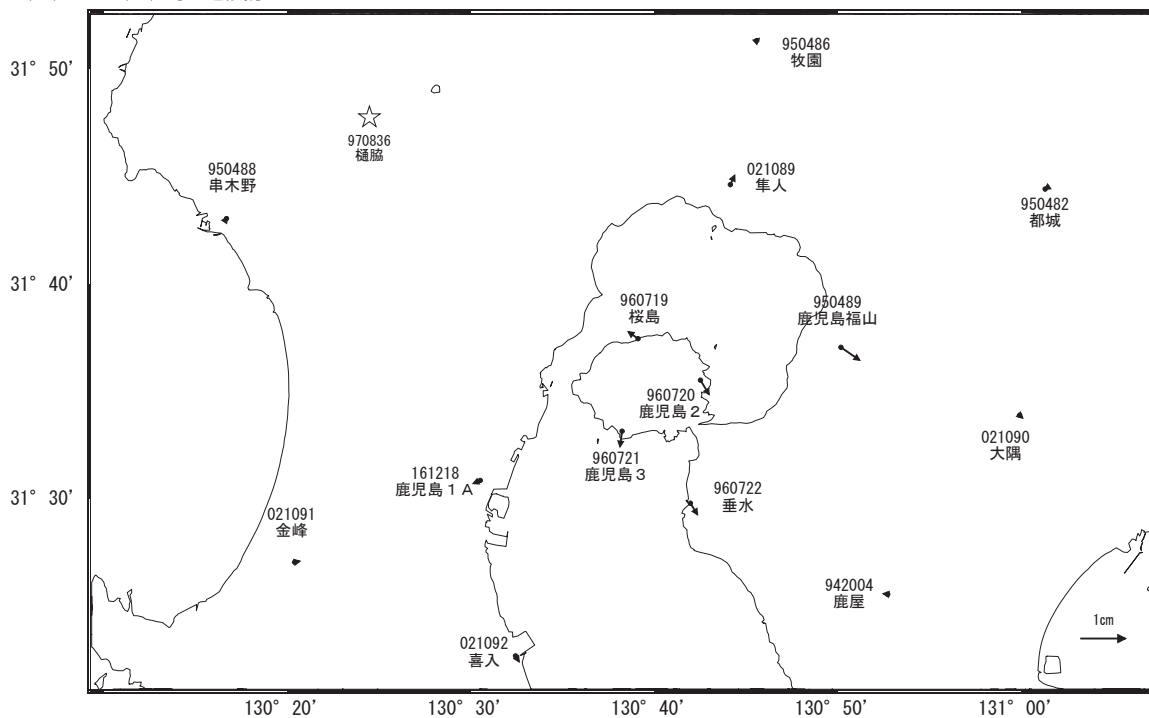 950486
牧園
31° 50'
970836
樋脇
950488
串木野
021089
隼人
950482
都城
31° 40'
960719
桜島
950489
鹿児島福山
960720
鹿児島２
021090
大隅
960721
鹿児島３
161218
鹿児島１Ａ
960722
垂水
31° 30'
021091
金峰
942004
鹿屋
1㎝
021092
喜入
130° 20'
130° 30'
130° 40'
130° 50'
131° 00'